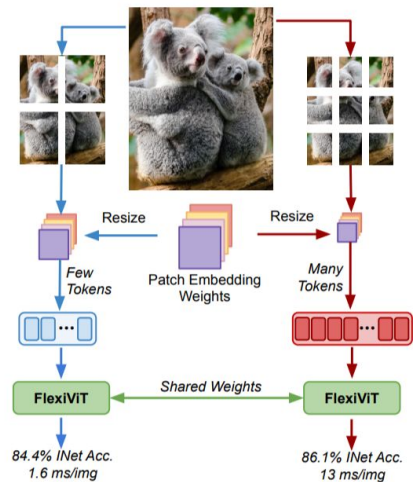 Resize
Resize
Few
Tokens
Patch Embedding
Weights
Many
Tokens
Shared Weights
FlexiViT
FlexiViT
84.4% INet Acc.
1.6 ms/img
86.1% INet Acc.
13 ms/img